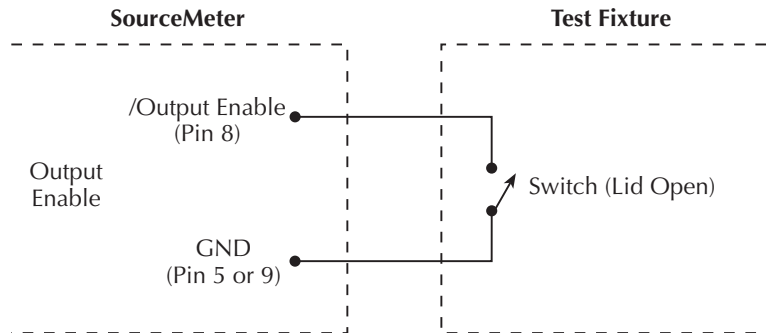 SourceMeter
Test Fixture
/Output Enable
(Pin 8)
Output
Enable
Switch (Lid Open)
GND
(Pin 5 or 9)